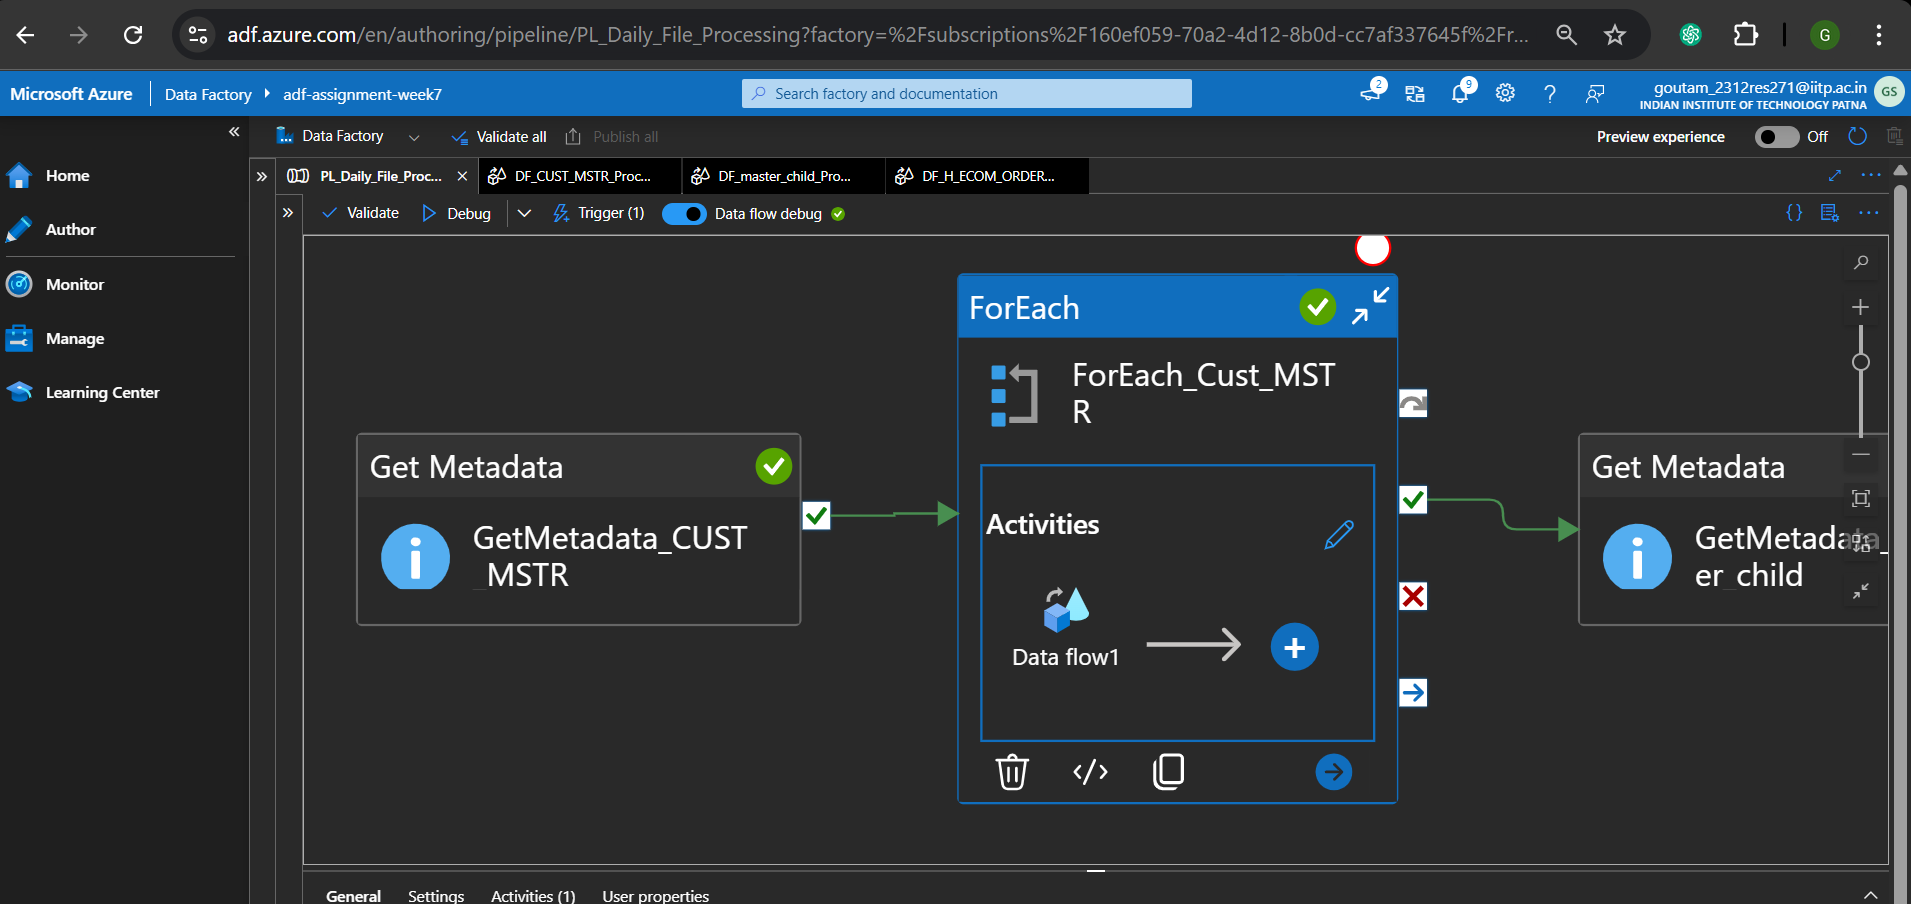 adf.azure.com/en/authoring/pipeline/PL_Daily_File_Processing?factory=%2Fsubscriptions%2F160ef059-70a2-4d12-8b0d-cc7af337645f%2Fr...
G
Microsoft Azure
Data Factory
adf-assignment-week7
Search factory and documentation
2
9
goutam_2312res271@iitp.ac.in
INDIAN INSTITUTE OF TECHNOLOGY PATNA
GS
Data Factory
Validate all
Publish all
Preview experience
Off
Home
Author
Monitor
Manage
Learning Center
PL_Daily_File_Proc...
DF_CUST_MSTR_Proc...
DF_master_child_Pro...
DF_H_ECOM_ORDER...
Validate
Debug
Trigger (1)
Data flow debug
ForEach
ForEach_Cust_MST
R
Activities
Data flow1
Get Metadata
GetMetadata_CUST
_MSTR
Get Metadata
er_child
General
Settings
Activities (1)
User properties